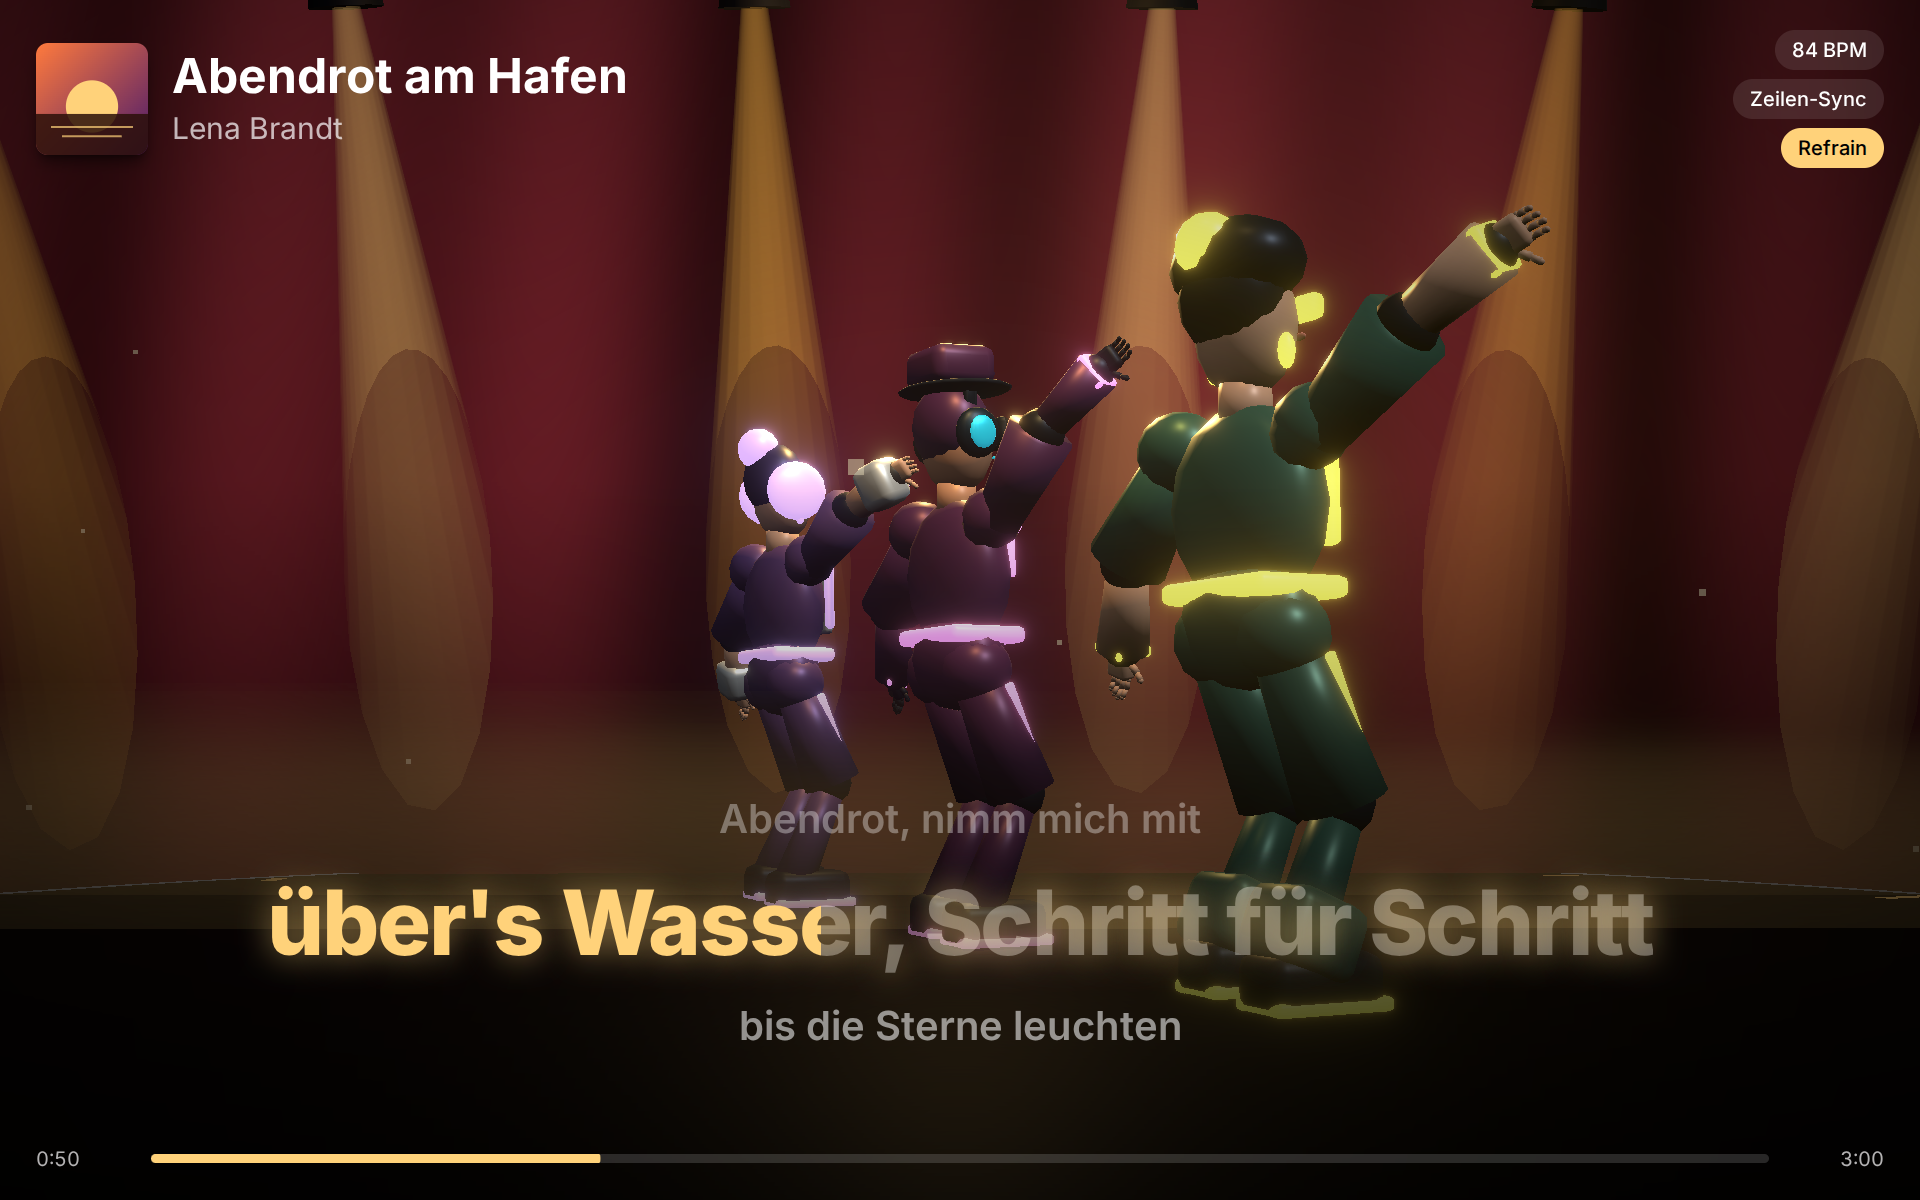 Abendrot am Hafen
Lena Brandt
84 BPM
Zeilen-Sync
Refrain
Abendrot, nimm mich mit
über's Wasser, Schritt für Schritt
bis die Sterne leuchten
0:50
3:00